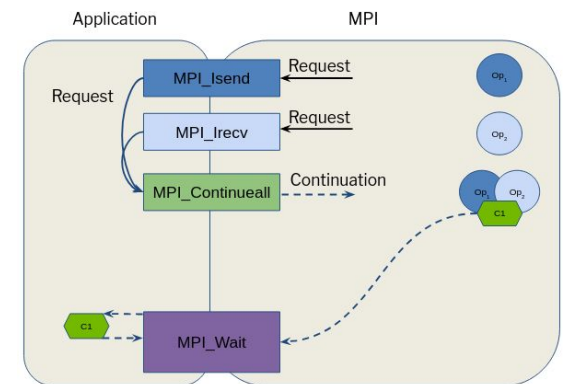 Application
MPI
MPI_Isend
Request
Op1
Request
MPI_Irecv
Request
Op2
MPI_Continueall
Continuation
Op1
Op2
C1
C1
MPI_Wait